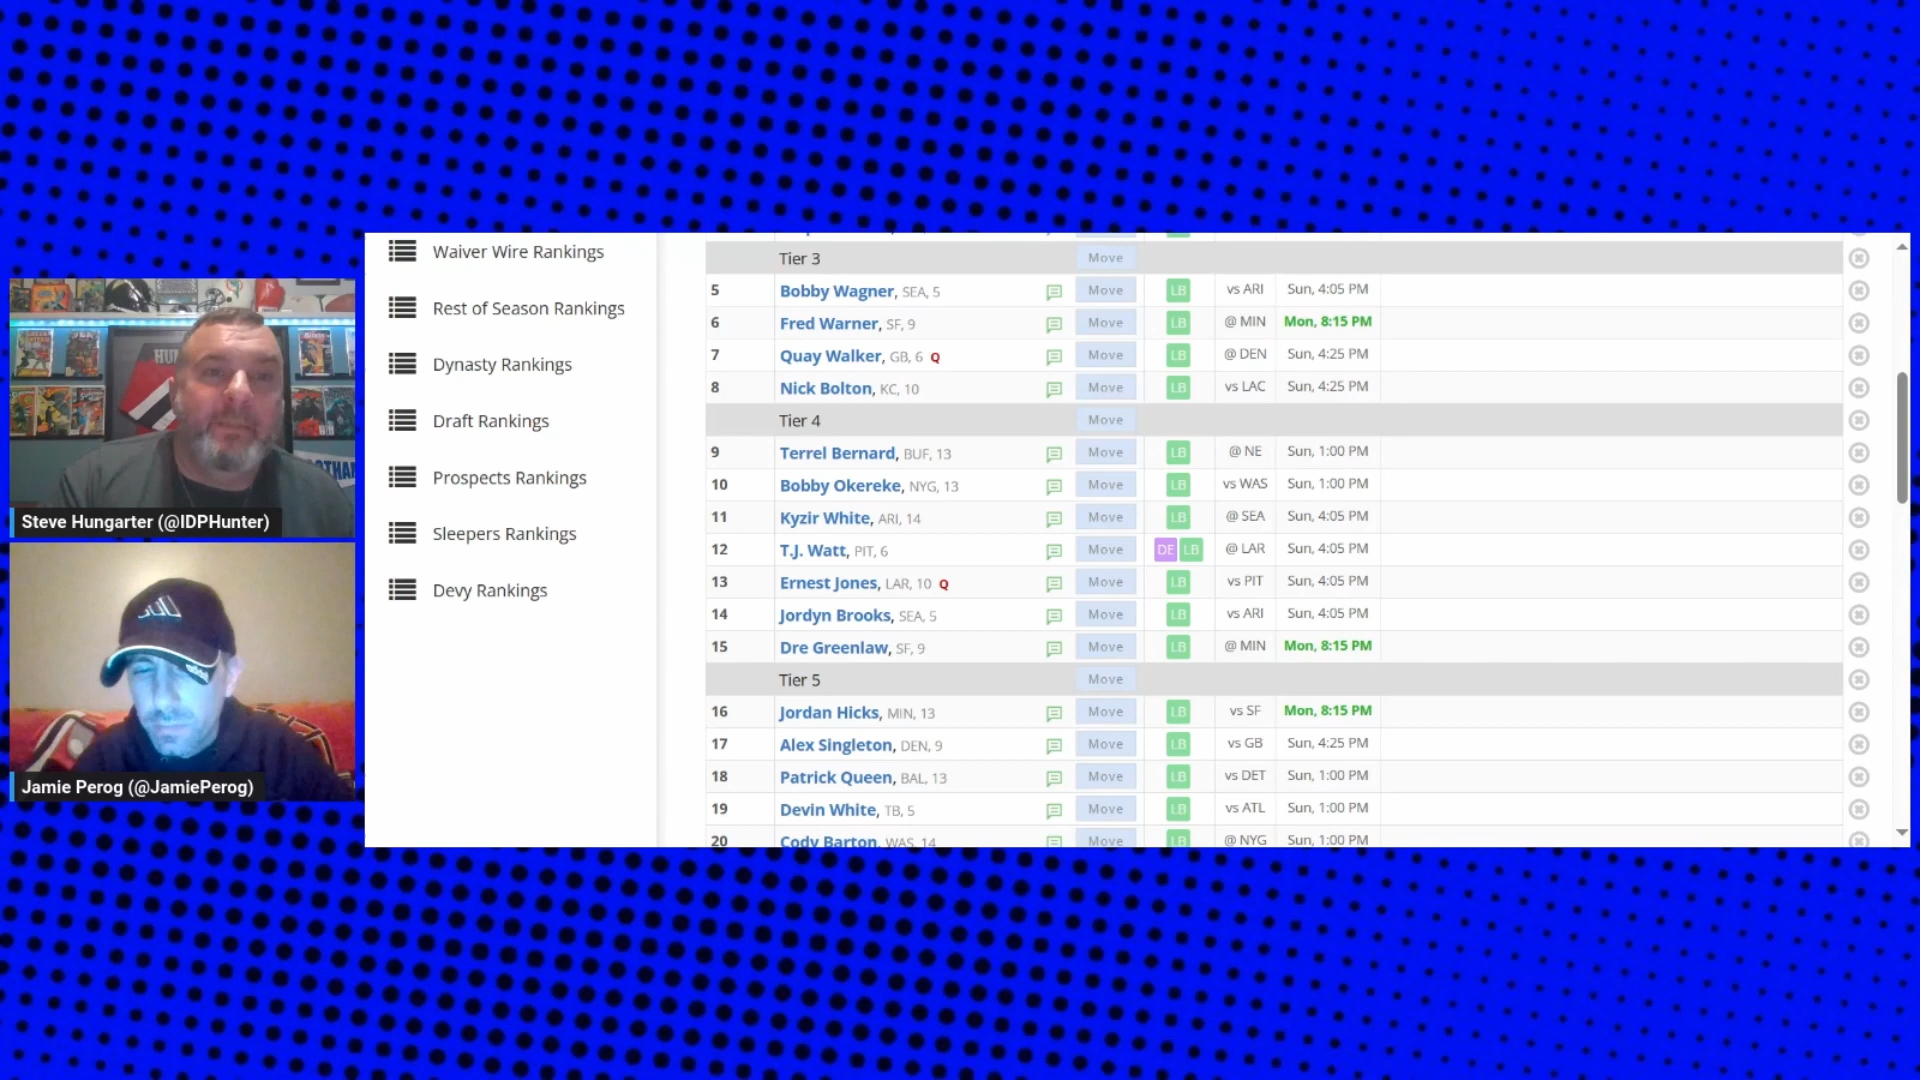 Waiver Wire Rankings
Rest of Season Rankings
Dynasty Rankings
Draft Rankings
Prospects Rankings
Sleepers Rankings
Devy Rankings
Tier 3 Move
5 Bobby Wagner, SEA, 5 Move LB vs ARI Sun, 4:05 PM
6 Fred Warner, SF, 9 Move LB @ MIN Mon, 8:15 PM
7 Quay Walker, GB, 6 Q Move LB @ DEN Sun, 4:25 PM
8 Nick Bolton, KC, 10 Move LB vs LAC Sun, 4:25 PM
Tier 4 Move
9 Terrel Bernard, BUF, 13 Move LB @ NE Sun, 1:00 PM
10 Bobby Okereke, NYG, 13 Move LB vs WAS Sun, 1:00 PM
11 Kyzir White, ARI, 14 Move LB @ SEA Sun, 4:05 PM
12 T.J. Watt, PIT, 6 Move DE LB @ LAR Sun, 4:05 PM
13 Ernest Jones, LAR, 10 Q Move LB vs PIT Sun, 4:05 PM
14 Jordyn Brooks, SEA, 5 Move LB vs ARI Sun, 4:05 PM
15 Dre Greenlaw, SF, 9 Move LB @ MIN Mon, 8:15 PM
Tier 5 Move
16 Jordan Hicks, MIN, 13 Move LB vs SF Mon, 8:15 PM
17 Alex Singleton, DEN, 9 Move LB vs GB Sun, 4:25 PM
18 Patrick Queen, BAL, 13 Move LB vs DET Sun, 1:00 PM
19 Devin White, TB, 5 Move LB vs ATL Sun, 1:00 PM
20 Cody Barton, WAS, 14 Move LB @ NYG Sun, 1:00 PM
Steve Hungarter (@IDPHunter)
Jamie Perog (@JamiePerog)